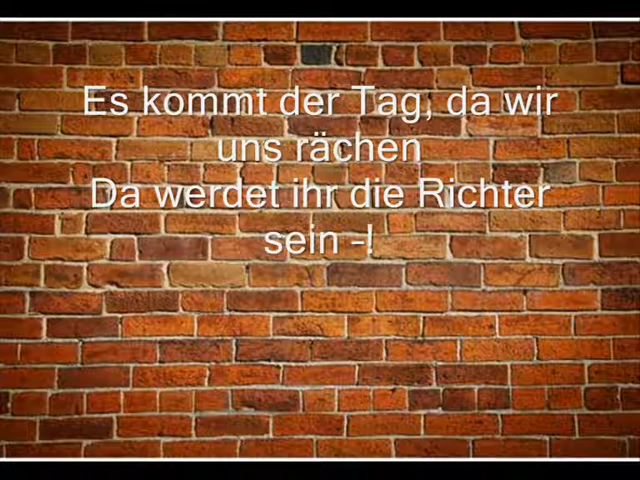 Es kommt der Tag, da wir
uns rächen
Da werdet ihr die Richter
sein –!